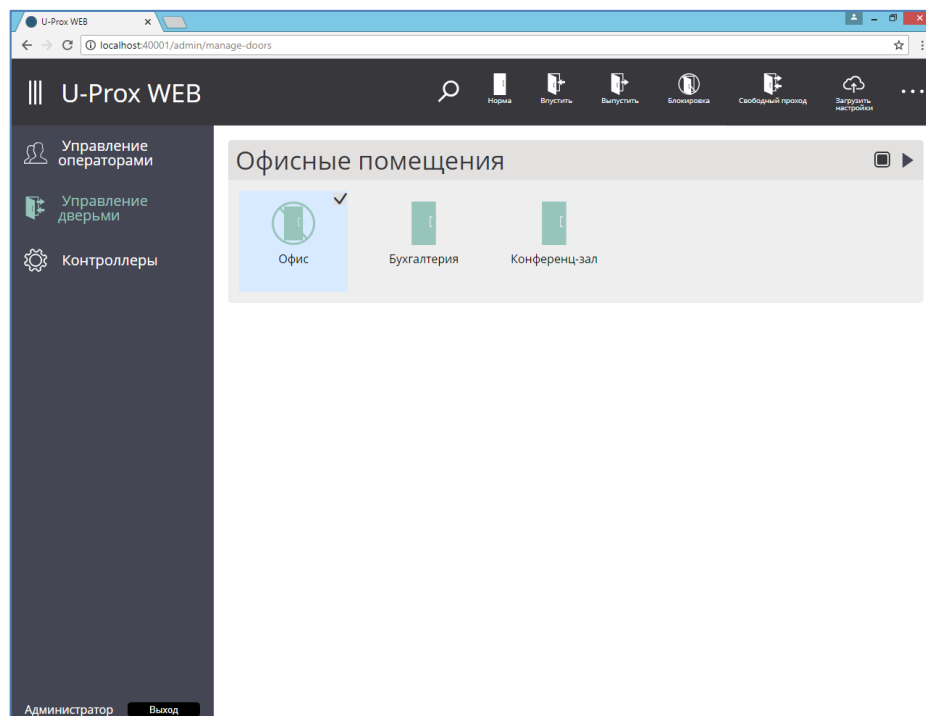 U-Prox WEB
localhost:40001/admin/manage-doors
U-Prox WEB
Норма
Впустить
Выпустить
Блокировка
Свободный проход
Загрузить
настройки
Управление
операторами
Управление
дверьми
Контроллеры
Офисные помещения
Офис
Бухгалтерия
Конференц-зал
Администратор
Выход